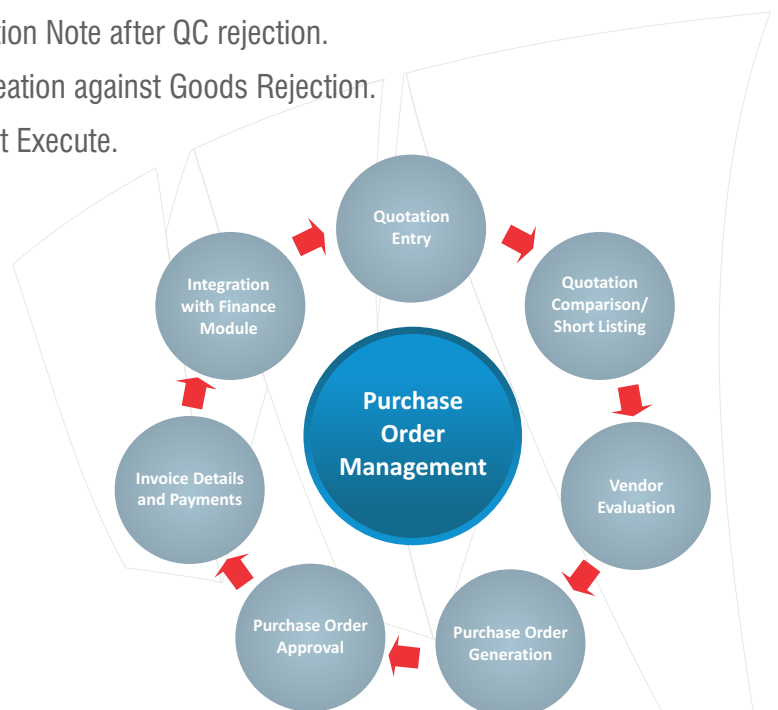 tion Note after QC rejection.
eation against Goods Rejection.
t Execute.
Quotation
Entry
Quotation
Comparison/
Short Listing
Vendor
Evaluation
Purchase Order
Generation
Purchase Order
Approval
Invoice Details
and Payments
Integration
with Finance
Module
Purchase
Order
Management